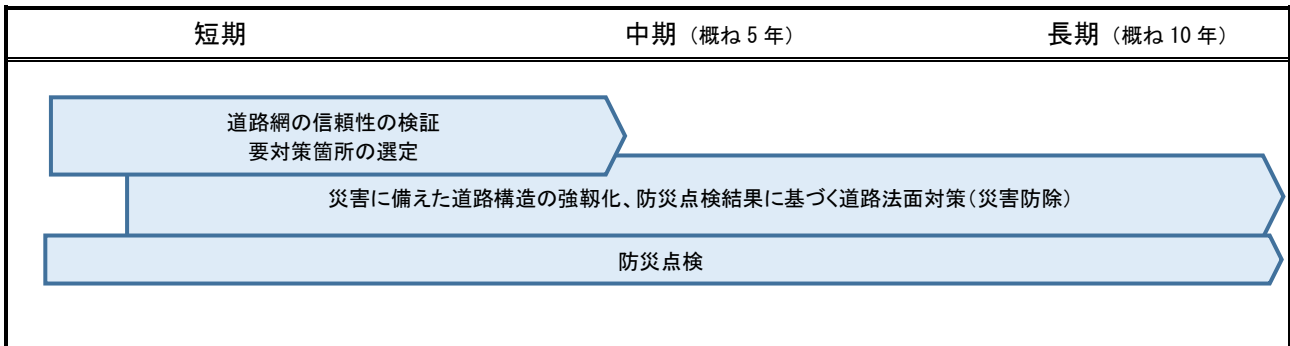 短期 中期（概ね5年） 長期（概ね10年）
道路網の信頼性の検証
要対策箇所の選定
災害に備えた道路構造の強靱化、防災点検結果に基づく道路法面対策（災害防除）
防災点検